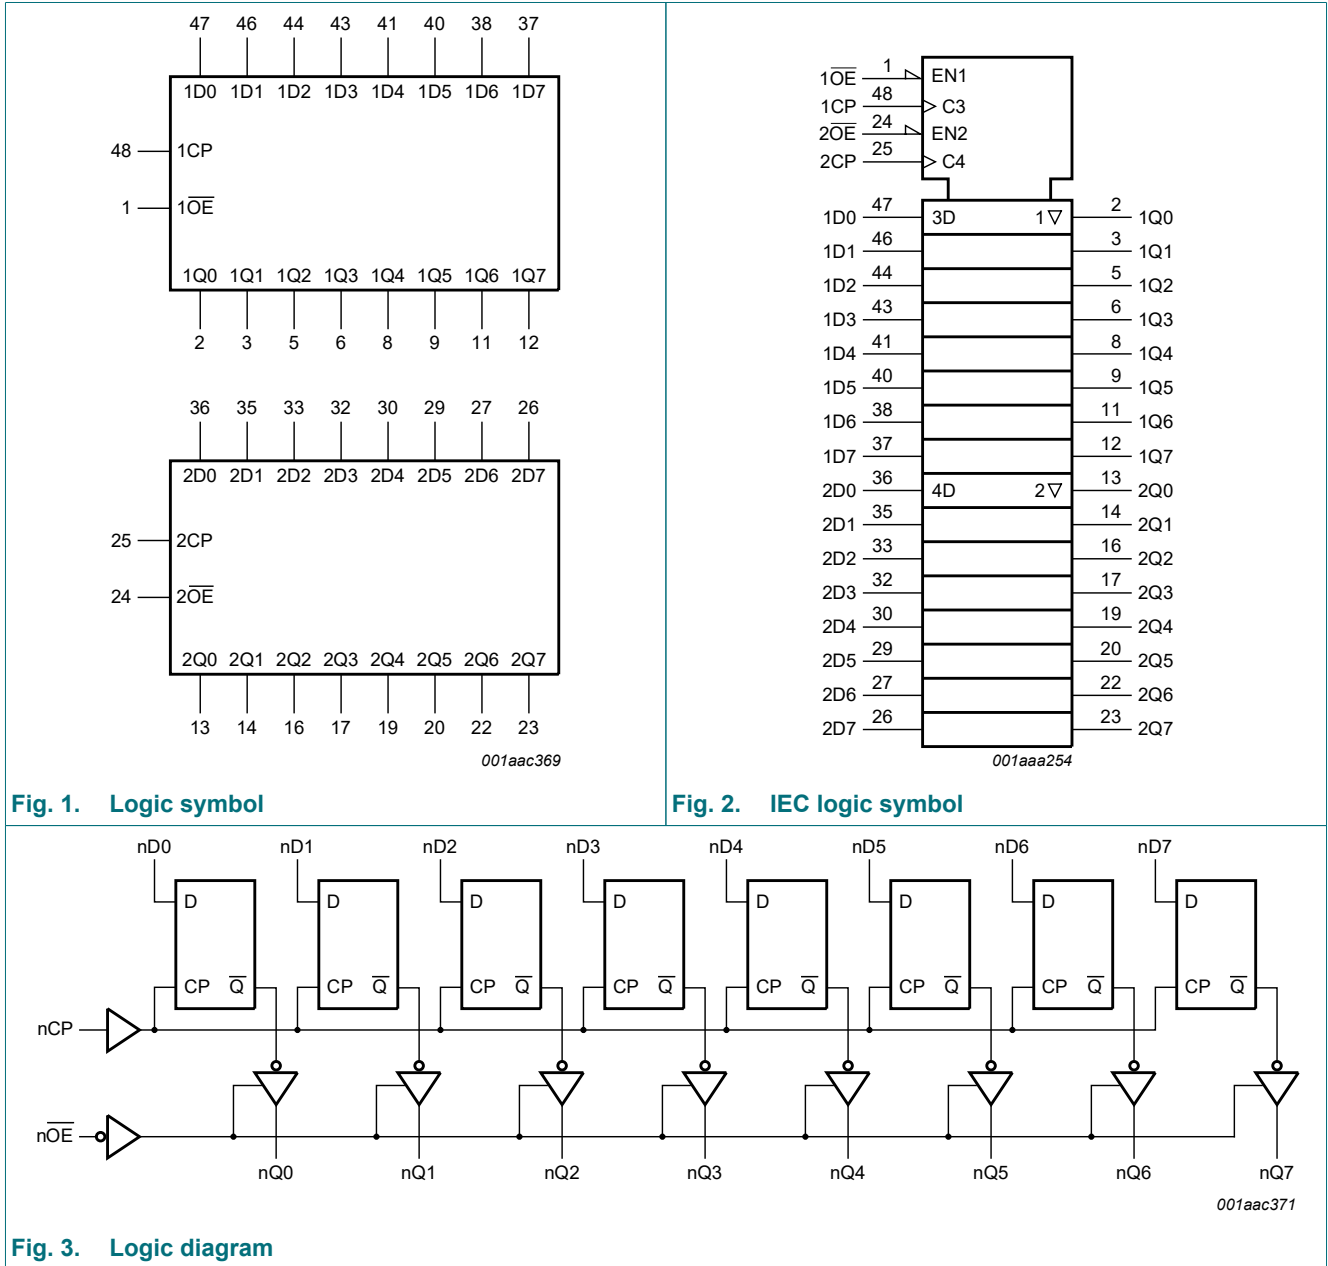 47 46 44 43 41 40 38 37
1D0 1D1 1D2 1D3 1D4 1D5 1D6 1D7
48 1CP
1 1O̅E̅
1Q0 1Q1 1Q2 1Q3 1Q4 1Q5 1Q6 1Q7
2 3 5 6 8 9 11 12
36 35 33 32 30 29 27 26
2D0 2D1 2D2 2D3 2D4 2D5 2D6 2D7
25 2CP
24 2O̅E̅
2Q0 2Q1 2Q2 2Q3 2Q4 2Q5 2Q6 2Q7
13 14 16 17 19 20 22 23
001aac369
Fig. 1. Logic symbol
1O̅E̅ 1 EN1
1CP 48 C3
2O̅E̅ 24 EN2
2CP 25 C4
1D0 47 3D 1▽ 2 1Q0
1D1 46 3 1Q1
1D2 44 5 1Q2
1D3 43 6 1Q3
1D4 41 8 1Q4
1D5 40 9 1Q5
1D6 38 11 1Q6
1D7 37 12 1Q7
2D0 36 4D 2▽ 13 2Q0
2D1 35 14 2Q1
2D2 33 16 2Q2
2D3 32 17 2Q3
2D4 30 19 2Q4
2D5 29 20 2Q5
2D6 27 22 2Q6
2D7 26 23 2Q7
001aaa254
Fig. 2. IEC logic symbol
nD0 nD1 nD2 nD3 nD4 nD5 nD6 nD7
D D D D D D D D
CP Q̅ CP Q̅ CP Q̅ CP Q̅ CP Q̅ CP Q̅ CP Q̅ CP Q̅
nCP
nO̅E̅
nQ0 nQ1 nQ2 nQ3 nQ4 nQ5 nQ6 nQ7
001aac371
Fig. 3. Logic diagram